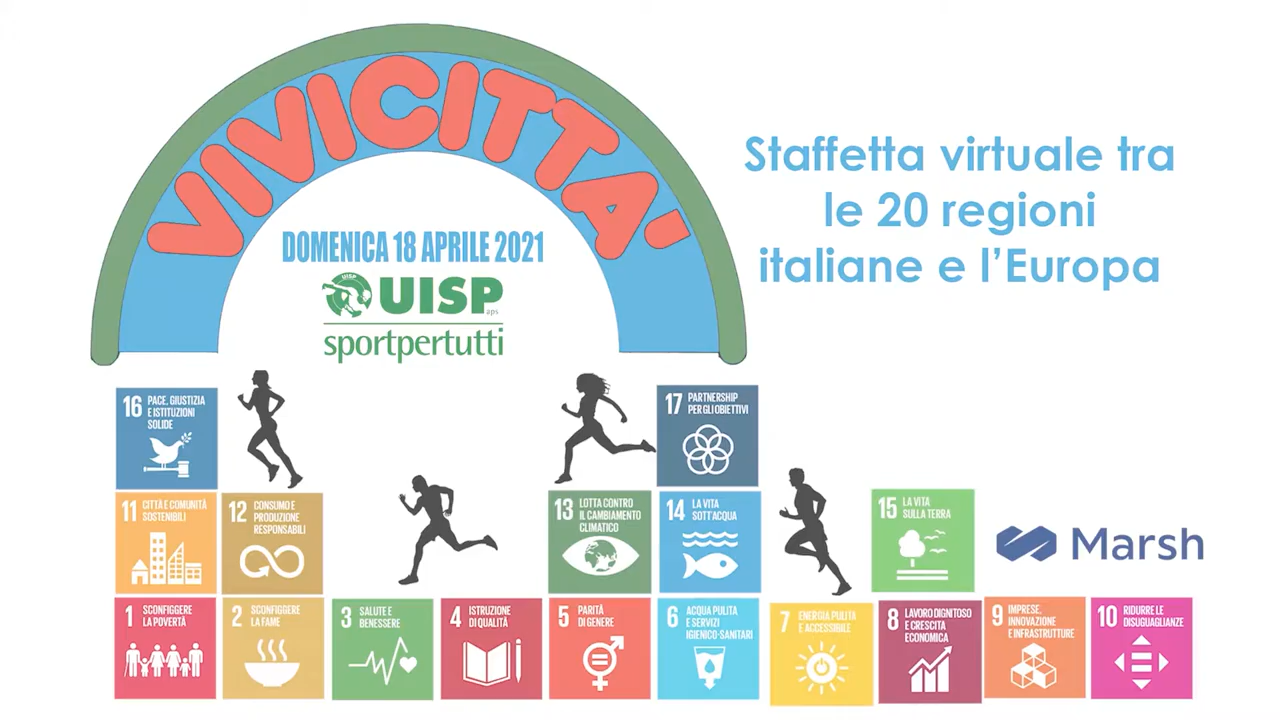 VIVICITTA'
DOMENICA 18 APRILE 2021
UISP
UISP
aps
sportpertutti
Staffetta virtuale tra
le 20 regioni
italiane e l'Europa
16 PACE, GIUSTIZIA
E ISTITUZIONI
SOLIDE
17 PARTNERSHIP
PER GLI OBIETTIVI
11 CITTÀ E COMUNITÀ
SOSTENIBILI
12 CONSUMO E
PRODUZIONE
RESPONSABILI
13 LOTTA CONTRO
IL CAMBIAMENTO
CLIMATICO
14 LA VITA
SOTT'ACQUA
15 LA VITA
SULLA TERRA
Marsh
1 SCONFIGGERE
LA POVERTÀ
2 SCONFIGGERE
LA FAME
3 SALUTE E
BENESSERE
4 ISTRUZIONE
DI QUALITÀ
5 PARITÀ
DI GENERE
6 ACQUA PULITA
E SERVIZI
IGIENICO-SANITARI
7 ENERGIA PULITA
E ACCESSIBILE
8 LAVORO DIGNITOSO
E CRESCITA
ECONOMICA
9 IMPRESE,
INNOVAZIONE
E INFRASTRUTTURE
10 RIDURRE LE
DISUGUAGLIANZE